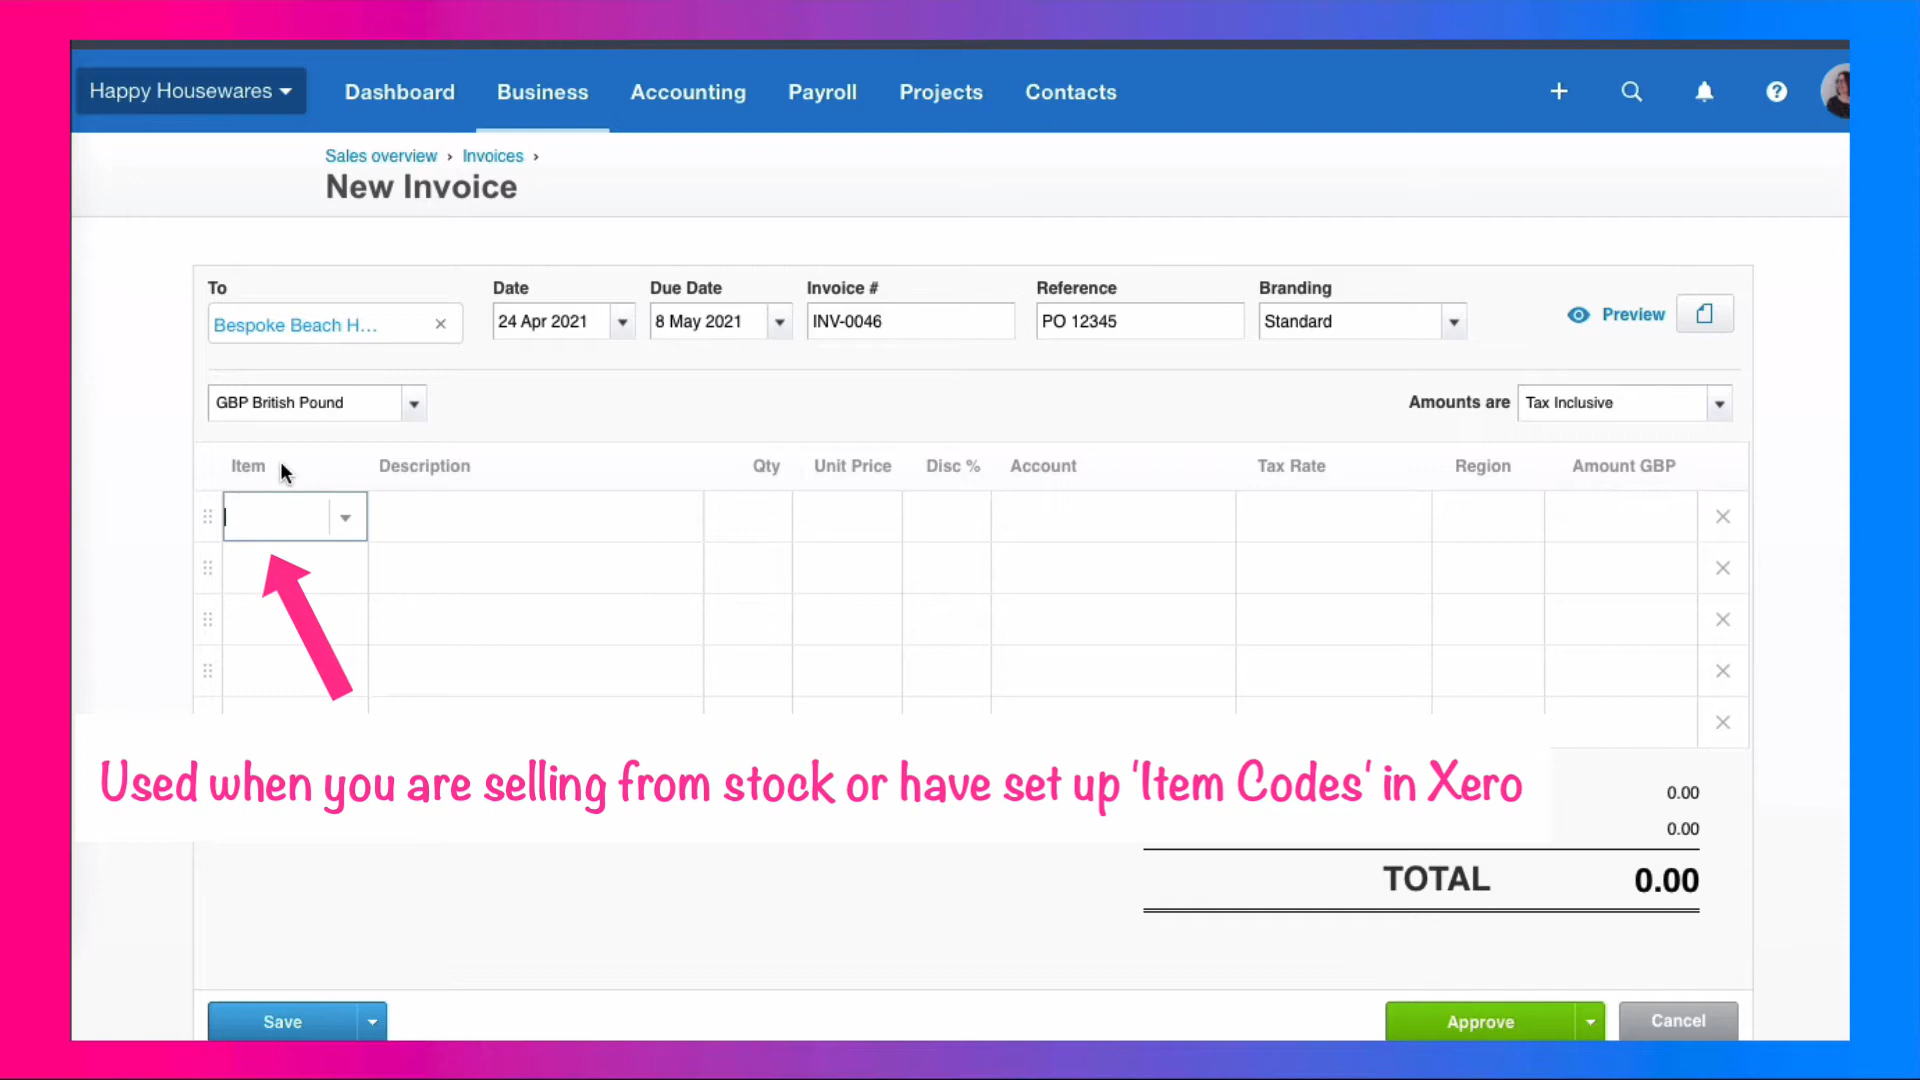 Happy Housewares Dashboard Business Accounting Payroll Projects Contacts
Sales overview › Invoices ›
New Invoice
To Date Due Date Invoice # Reference Branding
Bespoke Beach H... 24 Apr 2021 8 May 2021 INV-0046 PO 12345 Standard Preview
GBP British Pound Amounts are Tax Inclusive
Item Description Qty Unit Price Disc % Account Tax Rate Region Amount GBP
Used when you are selling from stock or have set up 'Item Codes' in Xero
0.00
0.00
TOTAL 0.00
Save Approve Cancel